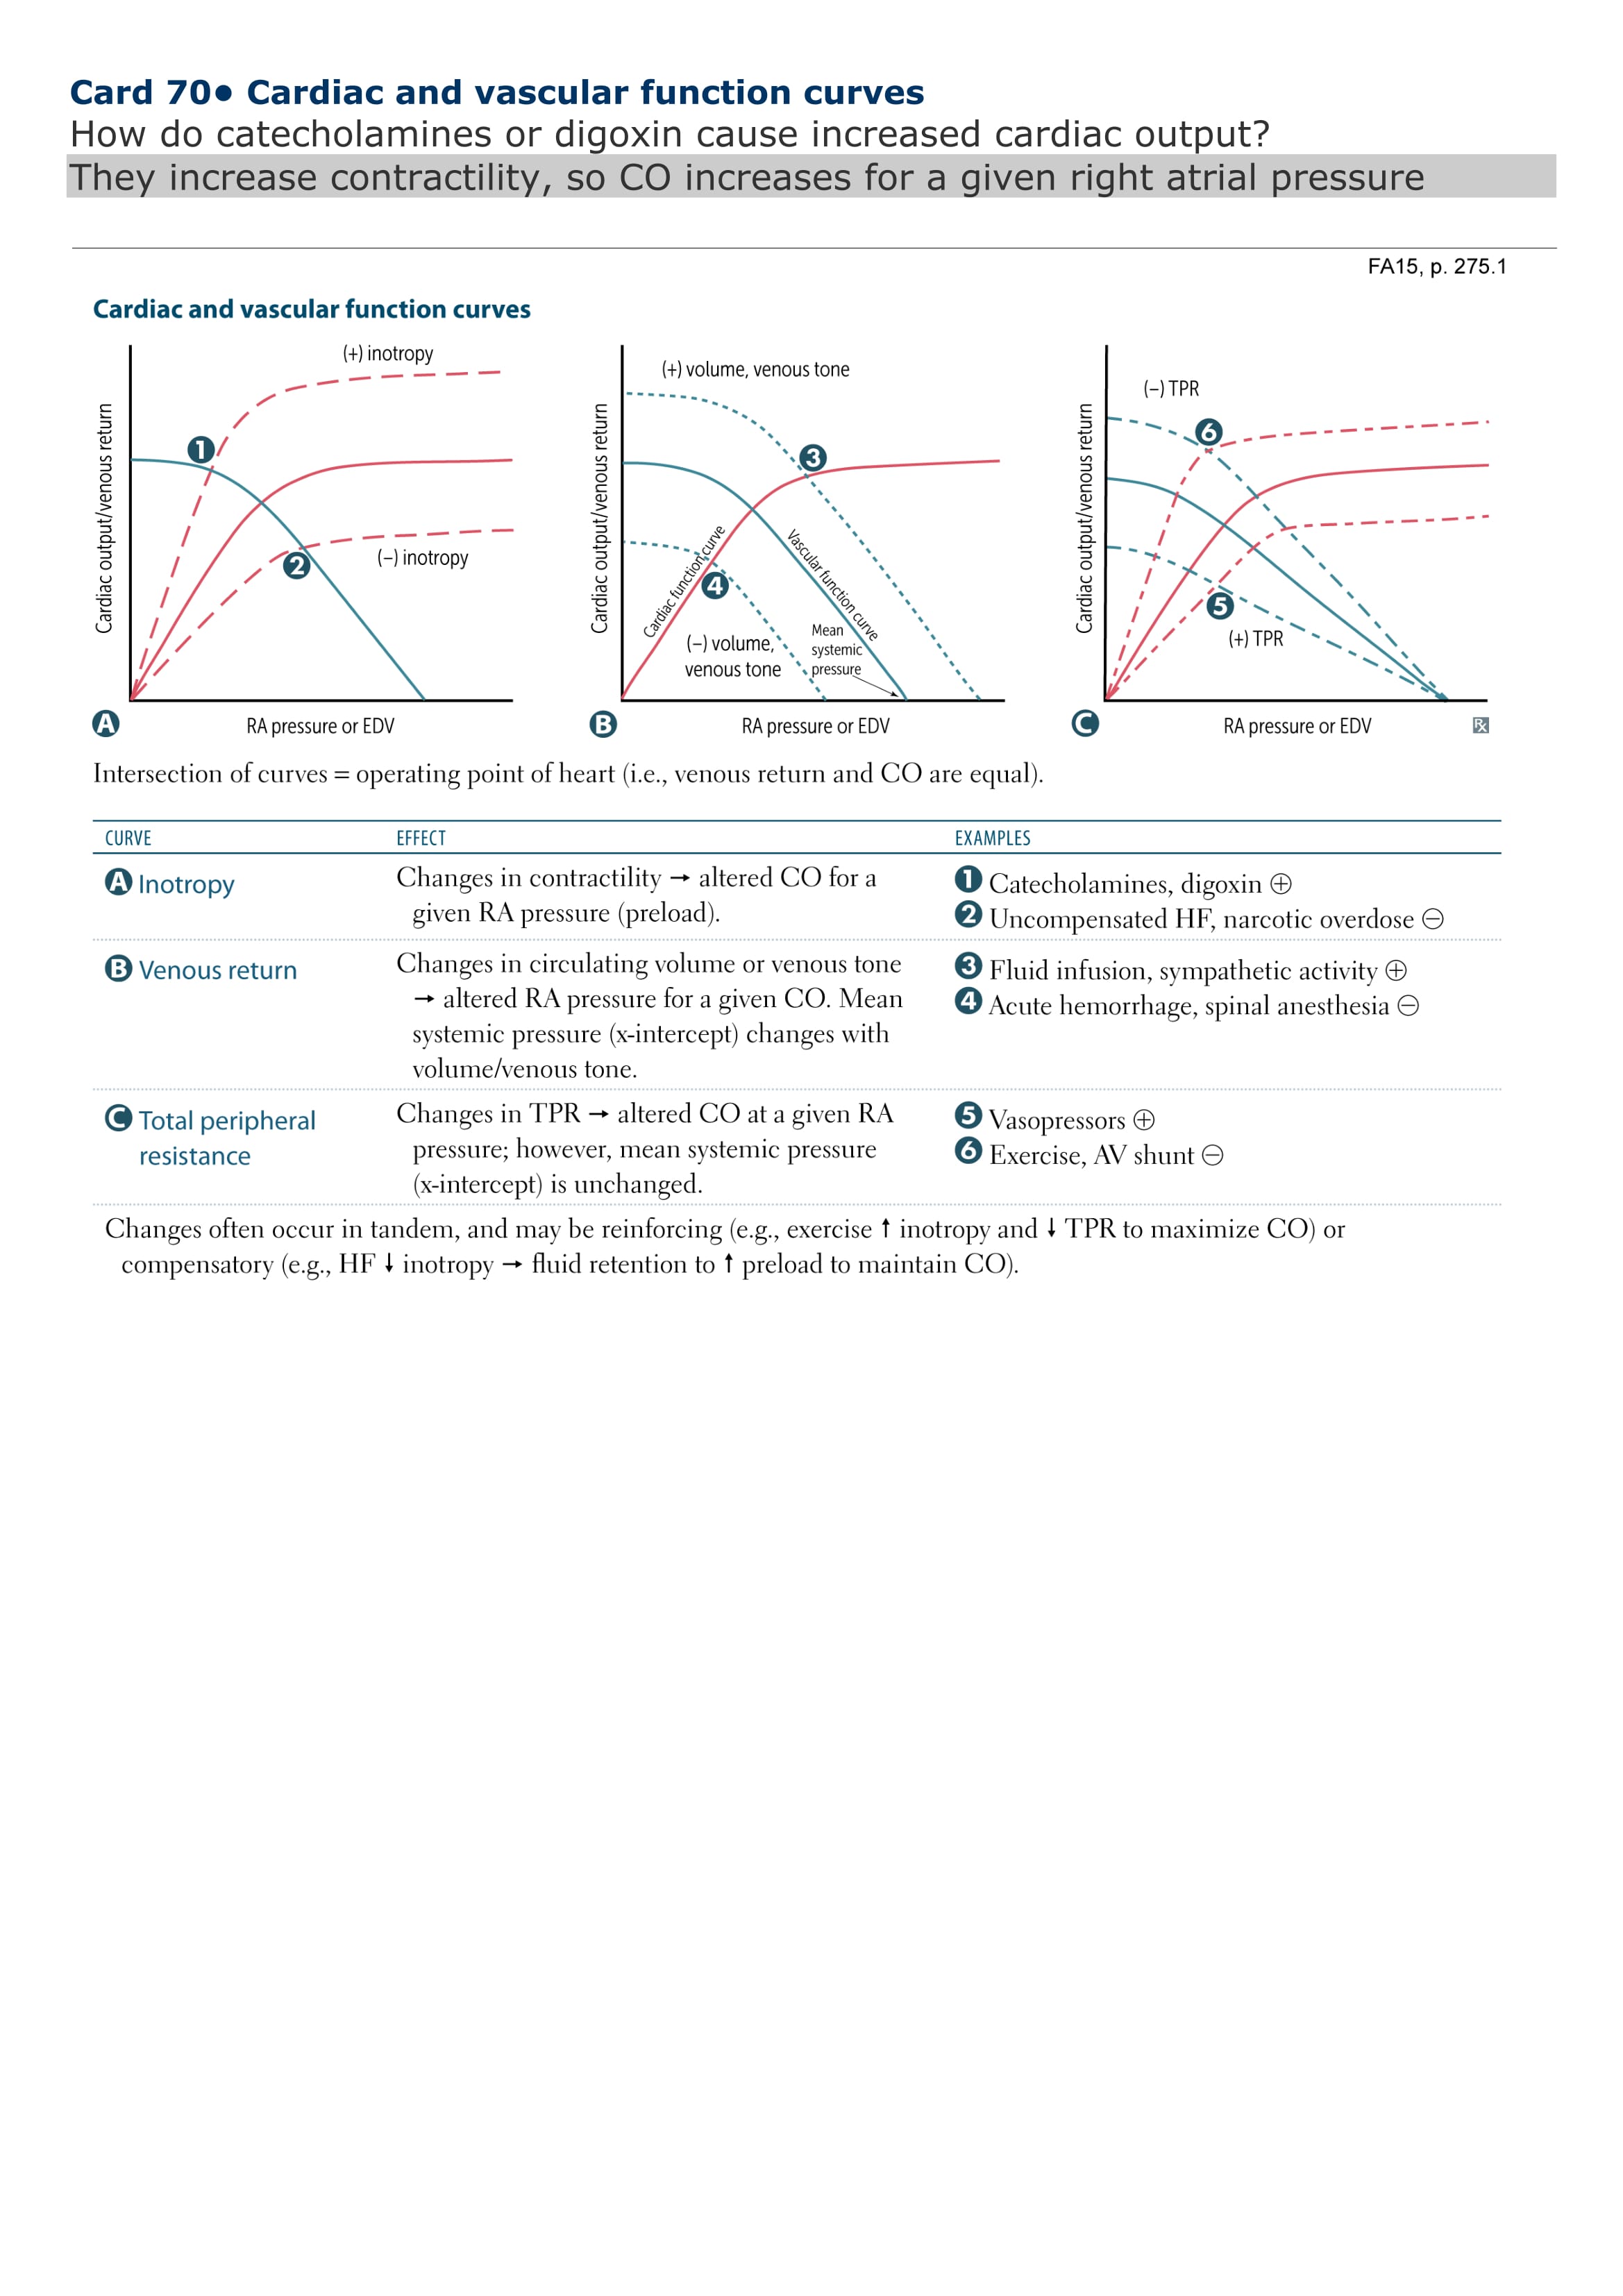 Card 70● Cardiac and vascular function curves
How do catecholamines or digoxin cause increased cardiac output?
They increase contractility, so CO increases for a given right atrial pressure
FA15, p. 275.1
Cardiac and vascular function curves
Cardiac output/venous return
(+) inotropy
1
2
(–) inotropy
A
RA pressure or EDV
Cardiac output/venous return
(+) volume, venous tone
3
Cardiac function curve
4
Vascular function curve
(–) volume,
venous tone
Mean
systemic
pressure
B
RA pressure or EDV
Cardiac output/venous return
(–) TPR
6
5
(+) TPR
C
RA pressure or EDV
Rx
Intersection of curves = operating point of heart (i.e., venous return and CO are equal).
CURVE EFFECT EXAMPLES
A Inotropy
Changes in contractility → altered CO for a
given RA pressure (preload).
1 Catecholamines, digoxin ⊕
2 Uncompensated HF, narcotic overdose ⊖
B Venous return
Changes in circulating volume or venous tone
→ altered RA pressure for a given CO. Mean
systemic pressure (x-intercept) changes with
volume/venous tone.
3 Fluid infusion, sympathetic activity ⊕
4 Acute hemorrhage, spinal anesthesia ⊖
C Total peripheral
resistance
Changes in TPR → altered CO at a given RA
pressure; however, mean systemic pressure
(x-intercept) is unchanged.
5 Vasopressors ⊕
6 Exercise, AV shunt ⊖
Changes often occur in tandem, and may be reinforcing (e.g., exercise ↑ inotropy and ↓ TPR to maximize CO) or
compensatory (e.g., HF ↓ inotropy → fluid retention to ↑ preload to maintain CO).